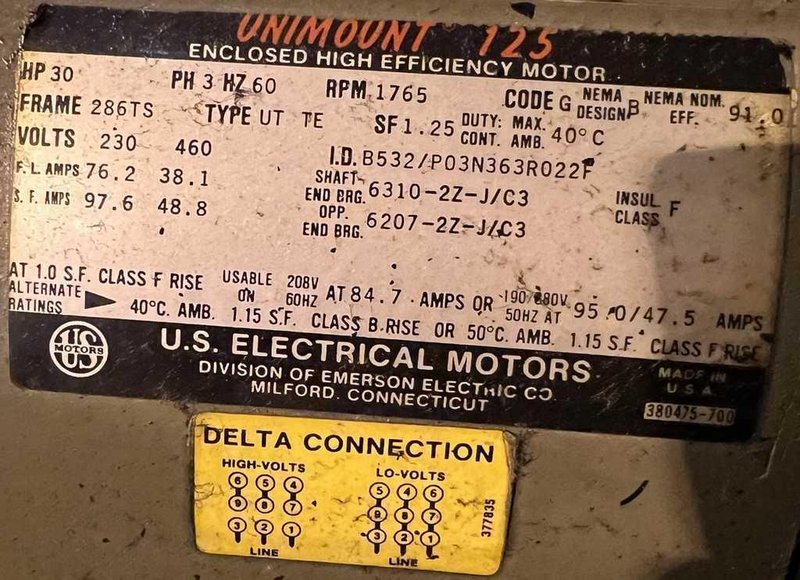 UNIMOUNT® 125
ENCLOSED HIGH EFFICIENCY MOTOR
HP 30 PH 3 HZ 60 RPM 1765 CODE G NEMA DESIGN B NEMA NOM. EFF. 91.0
FRAME 286TS TYPE UT TE SF 1.25 DUTY: CONT. MAX. AMB. 40°C
VOLTS 230 460 I.D. B532/P03N363R022F
F.L. AMPS 76.2 38.1 SHAFT- END BRG. 6310-2Z-J/C3 INSUL CLASS F
S.F. AMPS 97.6 48.8 OPP. END BRG. 6207-2Z-J/C3
AT 1.0 S.F. CLASS F RISE USABLE ON 208V 60HZ AT 84.7 AMPS OR 190/380V 50HZ AT 95.0/47.5 AMPS
ALTERNATE RATINGS 40°C. AMB. 1.15 S.F. CLASS B RISE OR 50°C. AMB. 1.15 S.F. CLASS F RISE
US MOTORS
U.S. ELECTRICAL MOTORS
DIVISION OF EMERSON ELECTRIC CO.
MILFORD, CONNECTICUT
MADE IN
U.S.A.
380475-700
DELTA CONNECTION
HIGH-VOLTS LO-VOLTS
6 5 4 5 4 6
9 8 7 9 8 7
3 2 1 3 2 1
LINE LINE
377835